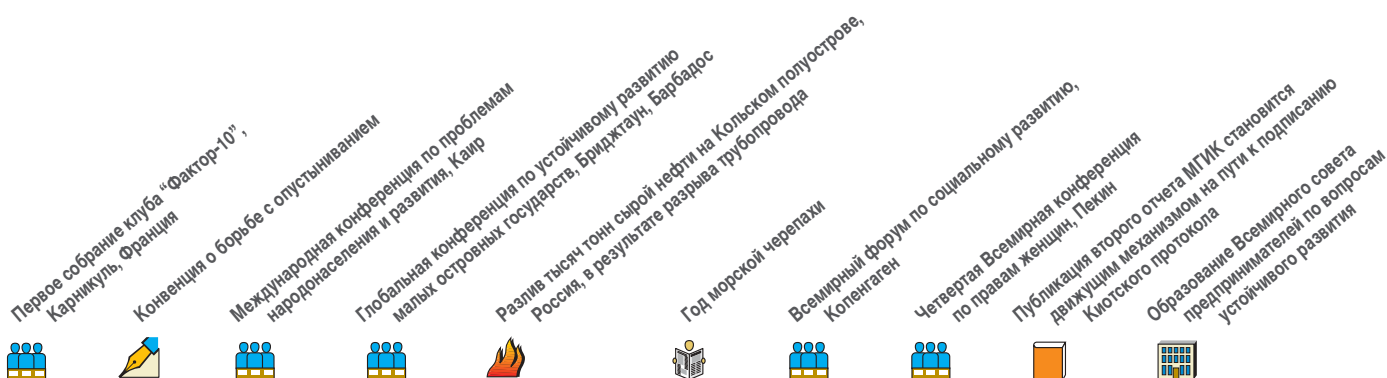 Первое собрание клуба “Фактор-10”,
Карникуль, Франция
Конвенция о борьбе с опустыниванием
Международная конференция по проблемам
народонаселения и развития, Каир
Глобальная конференция по устойчивому развитию
малых островных государств, Бриджтаун, Барбадос
Разлив тысяч тонн сырой нефти на Кольском полуострове,
Россия, в результате разрыва трубопровода
Год морской черепахи
Всемирный форум по социальному развитию,
Копенгаген
Четвертая Всемирная конференция
по правам женщин, Пекин
Публикация второго отчета МГИК становится
движущим механизмом на пути к подписанию
Киотского протокола
Образование Всемирного совета
предпринимателей по вопросам
устойчивого развития